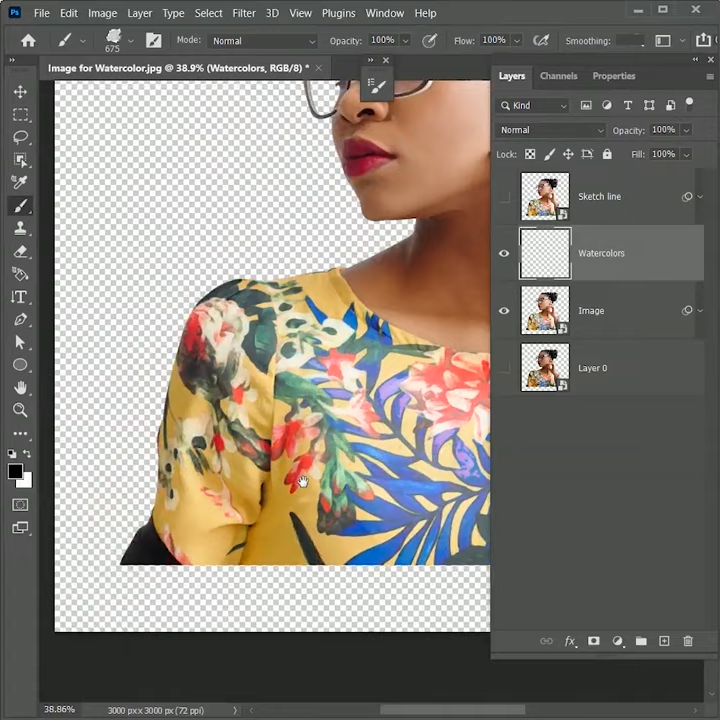 Ps File Edit Image Layer Type Select Filter 3D View Plugins Window Help
675 Mode: Normal Opacity: 100% Flow: 100% Smoothing:
Image for Watercolor.jpg @ 38.9% (Watercolors, RGB/8) *
Layers Channels Properties
Kind
Normal Opacity: 100%
Lock: Fill: 100%
Sketch line
Watercolors
Image
Layer 0
fx
38.86% 3000 px x 3000 px (72 ppi)